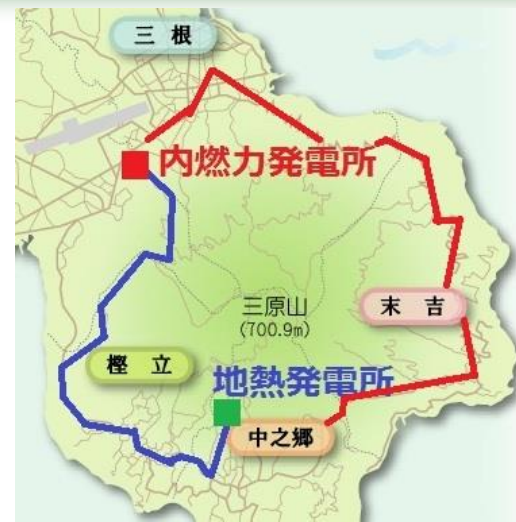 三根
内燃力発電所
三原山
(700.9m)
末吉
樫立
地熱発電所
中之郷